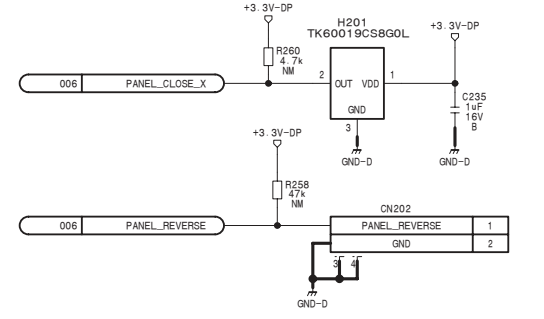 +3.3V-DP
H201
TK60019CS8G0L
+3.3V-DP
R260
4.7k
NM
006 PANEL_CLOSE_X
2 OUT VDD 1
GND
3
C235
1uF
16V
B
GND-D
GND-D
+3.3V-DP
R258
47k
NM
CN202
006 PANEL_REVERSE
PANEL_REVERSE 1
GND 2
3 4
GND-D